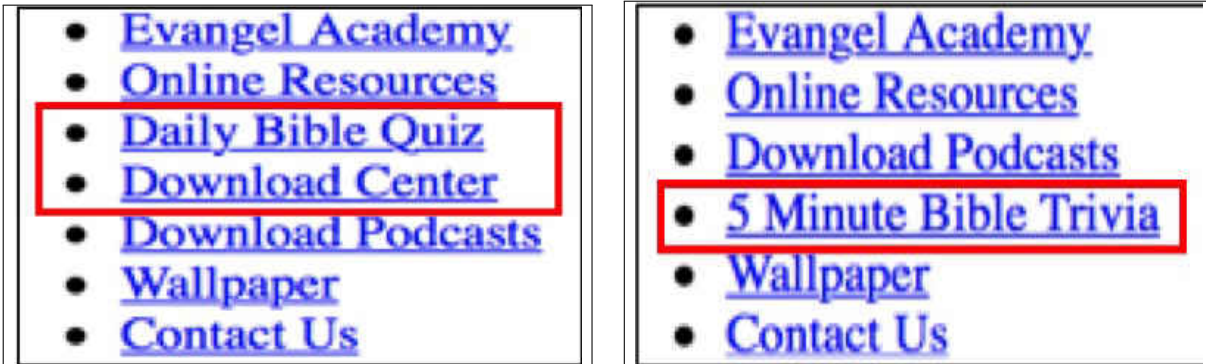 • Evangel Academy
• Online Resources
• Daily Bible Quiz
• Download Center
• Download Podcasts
• Wallpaper
• Contact Us
• Evangel Academy
• Online Resources
• Download Podcasts
• 5 Minute Bible Trivia
• Wallpaper
• Contact Us